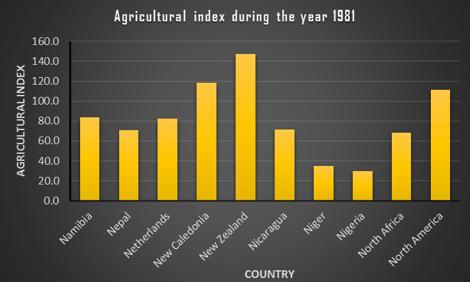 Agricultural index during the year 1981
AGRICULTURAL INDEX
160.0
140.0
120.0
100.0
80.0
60.0
40.0
20.0
0.0
Namibia
Nepal
Netherlands
New Caledonia
New Zealand
Nicaragua
Niger
Nigeria
North Africa
North America
COUNTRY